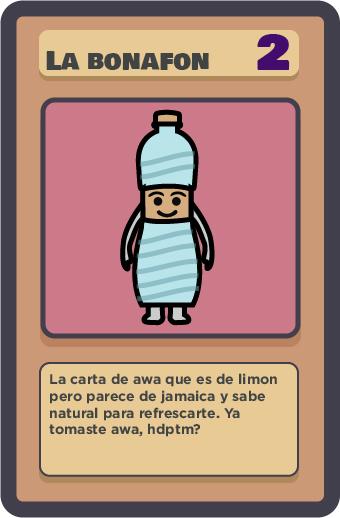 LA BONAFON 2
La carta de awa que es de limon
pero parece de jamaica y sabe
natural para refrescarte. Ya
tomaste awa, hdptm?